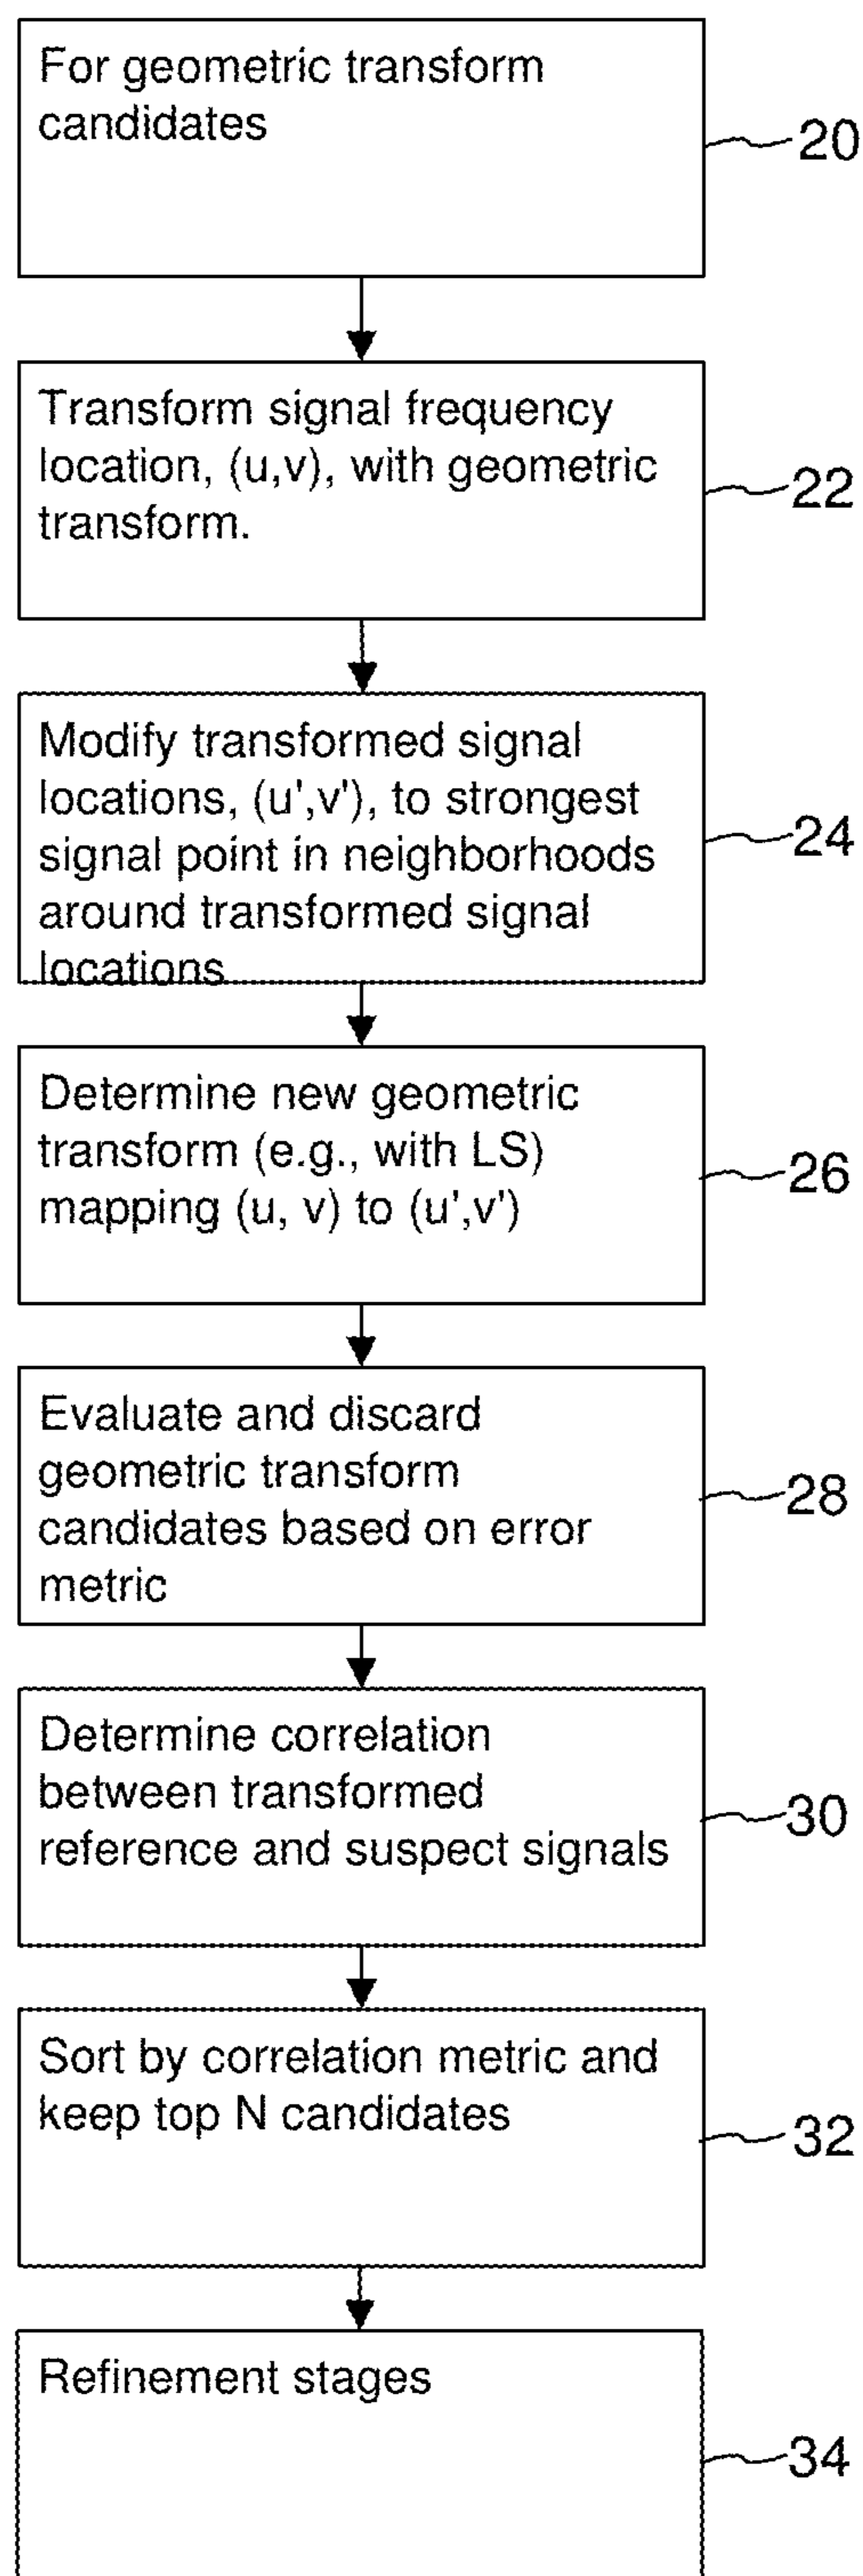 For geometric transform
candidates
20
Transform signal frequency
location, (u,v), with geometric
transform.
22
Modify transformed signal
locations, (u',v'), to strongest
signal point in neighborhoods
around transformed signal
locations
24
Determine new geometric
transform (e.g., with LS)
mapping (u, v) to (u',v')
26
Evaluate and discard
geometric transform
candidates based on error
metric
28
Determine correlation
between transformed
reference and suspect signals
30
Sort by correlation metric and
keep top N candidates
32
Refinement stages
34